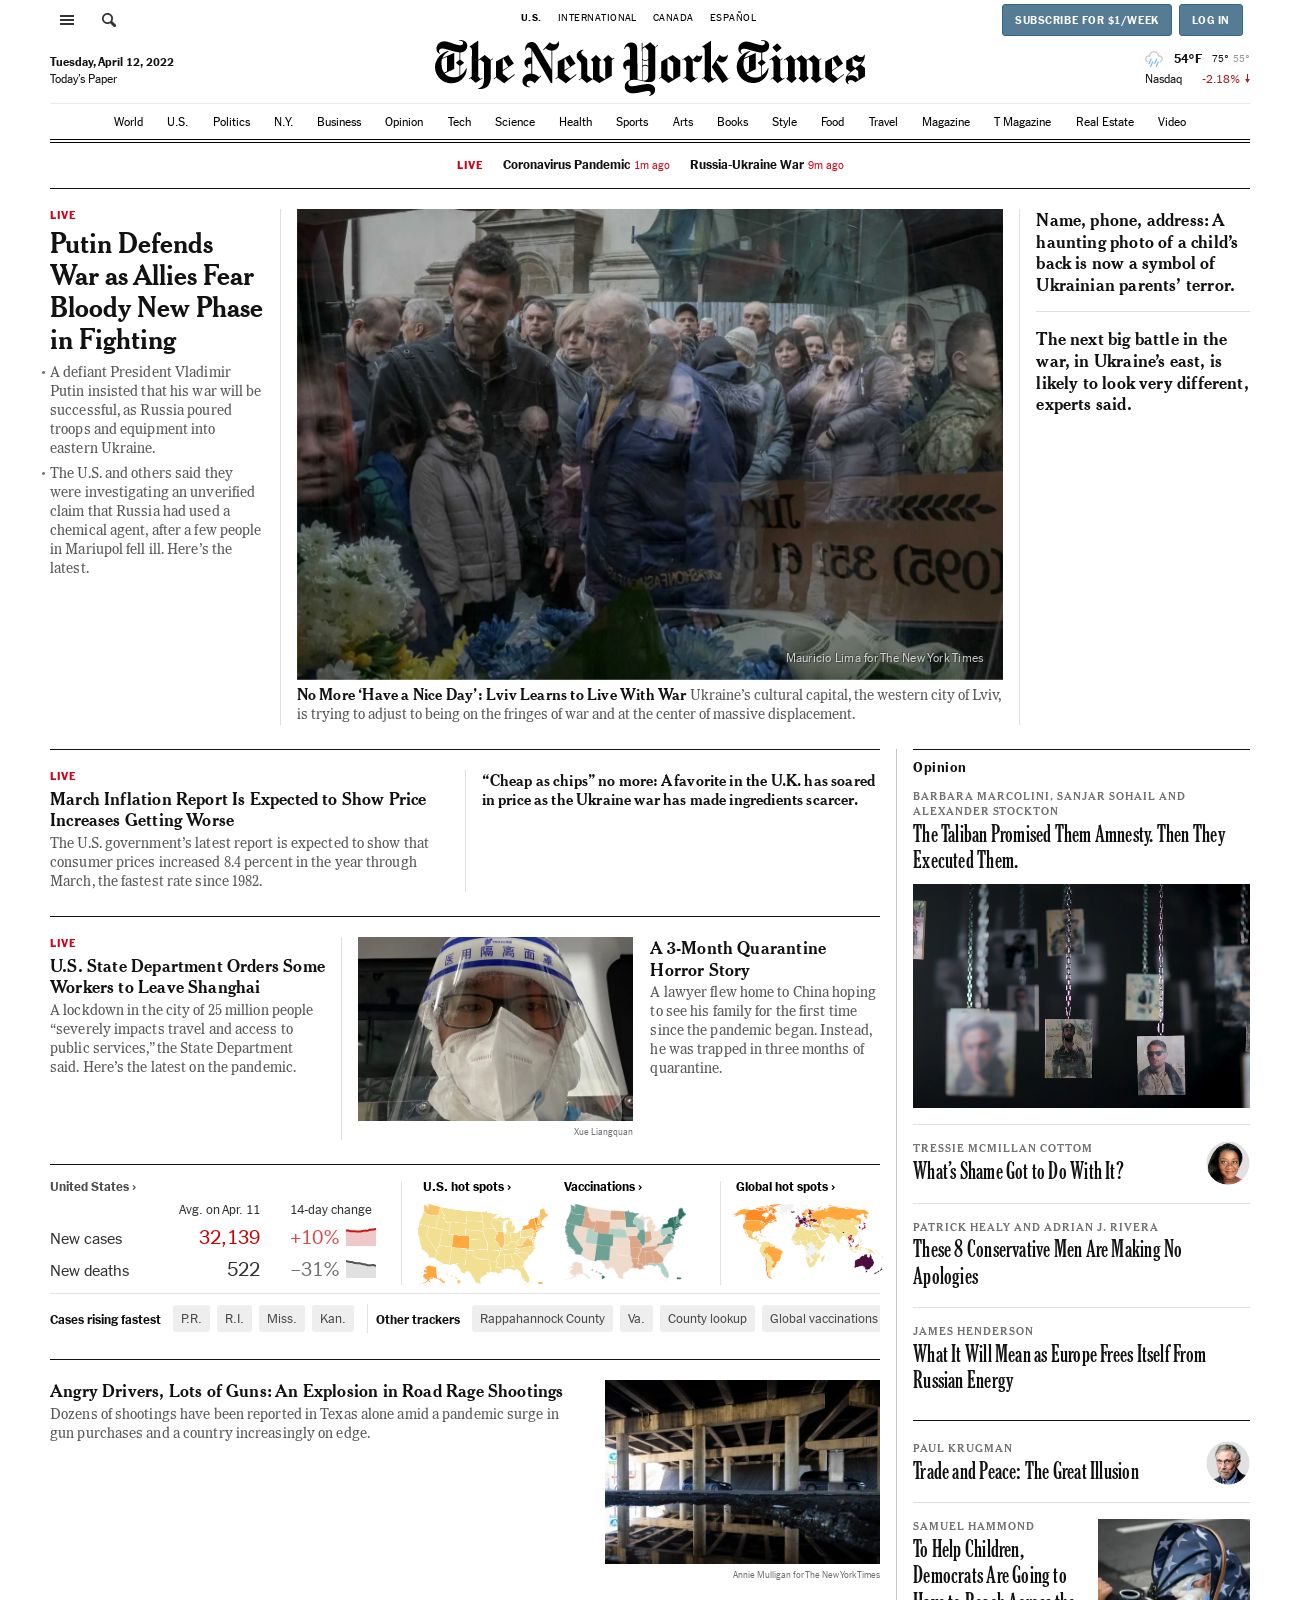 U.S. INTERNATIONAL CANADA ESPAÑOL
SUBSCRIBE FOR $1/WEEK LOG IN
Tuesday, April 12, 2022
Today's Paper
The New York Times
54°F 75° 55°
Nasdaq -2.18%
World U.S. Politics N.Y. Business Opinion Tech Science Health Sports Arts Books Style Food Travel Magazine T Magazine Real Estate Video
LIVE Coronavirus Pandemic 1m ago Russia-Ukraine War 9m ago
LIVE
Putin Defends
War as Allies Fear
Bloody New Phase
in Fighting
• A defiant President Vladimir
Putin insisted that his war will be
successful, as Russia poured
troops and equipment into
eastern Ukraine.
• The U.S. and others said they
were investigating an unverified
claim that Russia had used a
chemical agent, after a few people
in Mariupol fell ill. Here's the
latest.
Mauricio Lima for The New York Times
No More ‘Have a Nice Day’: Lviv Learns to Live With War Ukraine's cultural capital, the western city of Lviv,
is trying to adjust to being on the fringes of war and at the center of massive displacement.
Name, phone, address: A
haunting photo of a child's
back is now a symbol of
Ukrainian parents' terror.
The next big battle in the
war, in Ukraine's east, is
likely to look very different,
experts said.
LIVE
March Inflation Report Is Expected to Show Price
Increases Getting Worse
The U.S. government's latest report is expected to show that
consumer prices increased 8.4 percent in the year through
March, the fastest rate since 1982.
“Cheap as chips” no more: A favorite in the U.K. has soared
in price as the Ukraine war has made ingredients scarcer.
LIVE
U.S. State Department Orders Some
Workers to Leave Shanghai
A lockdown in the city of 25 million people
“severely impacts travel and access to
public services,” the State Department
said. Here's the latest on the pandemic.
医用隔离面罩
Xue Liangquan
A 3-Month Quarantine
Horror Story
A lawyer flew home to China hoping
to see his family for the first time
since the pandemic began. Instead,
he was trapped in three months of
quarantine.
United States ›
Avg. on Apr. 11 14-day change
New cases 32,139 +10%
New deaths 522 –31%
U.S. hot spots › Vaccinations › Global hot spots ›
Cases rising fastest P.R. R.I. Miss. Kan. Other trackers Rappahannock County Va. County lookup Global vaccinations
Angry Drivers, Lots of Guns: An Explosion in Road Rage Shootings
Dozens of shootings have been reported in Texas alone amid a pandemic surge in
gun purchases and a country increasingly on edge.
Annie Mulligan for The New York Times
Opinion
BARBARA MARCOLINI, SANJAR SOHAIL AND
ALEXANDER STOCKTON
The Taliban Promised Them Amnesty. Then They
Executed Them.
TRESSIE MCMILLAN COTTOM
What's Shame Got to Do With It?
PATRICK HEALY AND ADRIAN J. RIVERA
These 8 Conservative Men Are Making No
Apologies
JAMES HENDERSON
What It Will Mean as Europe Frees Itself From
Russian Energy
PAUL KRUGMAN
Trade and Peace: The Great Illusion
SAMUEL HAMMOND
To Help Children,
Democrats Are Going to
Have to Reach Across the